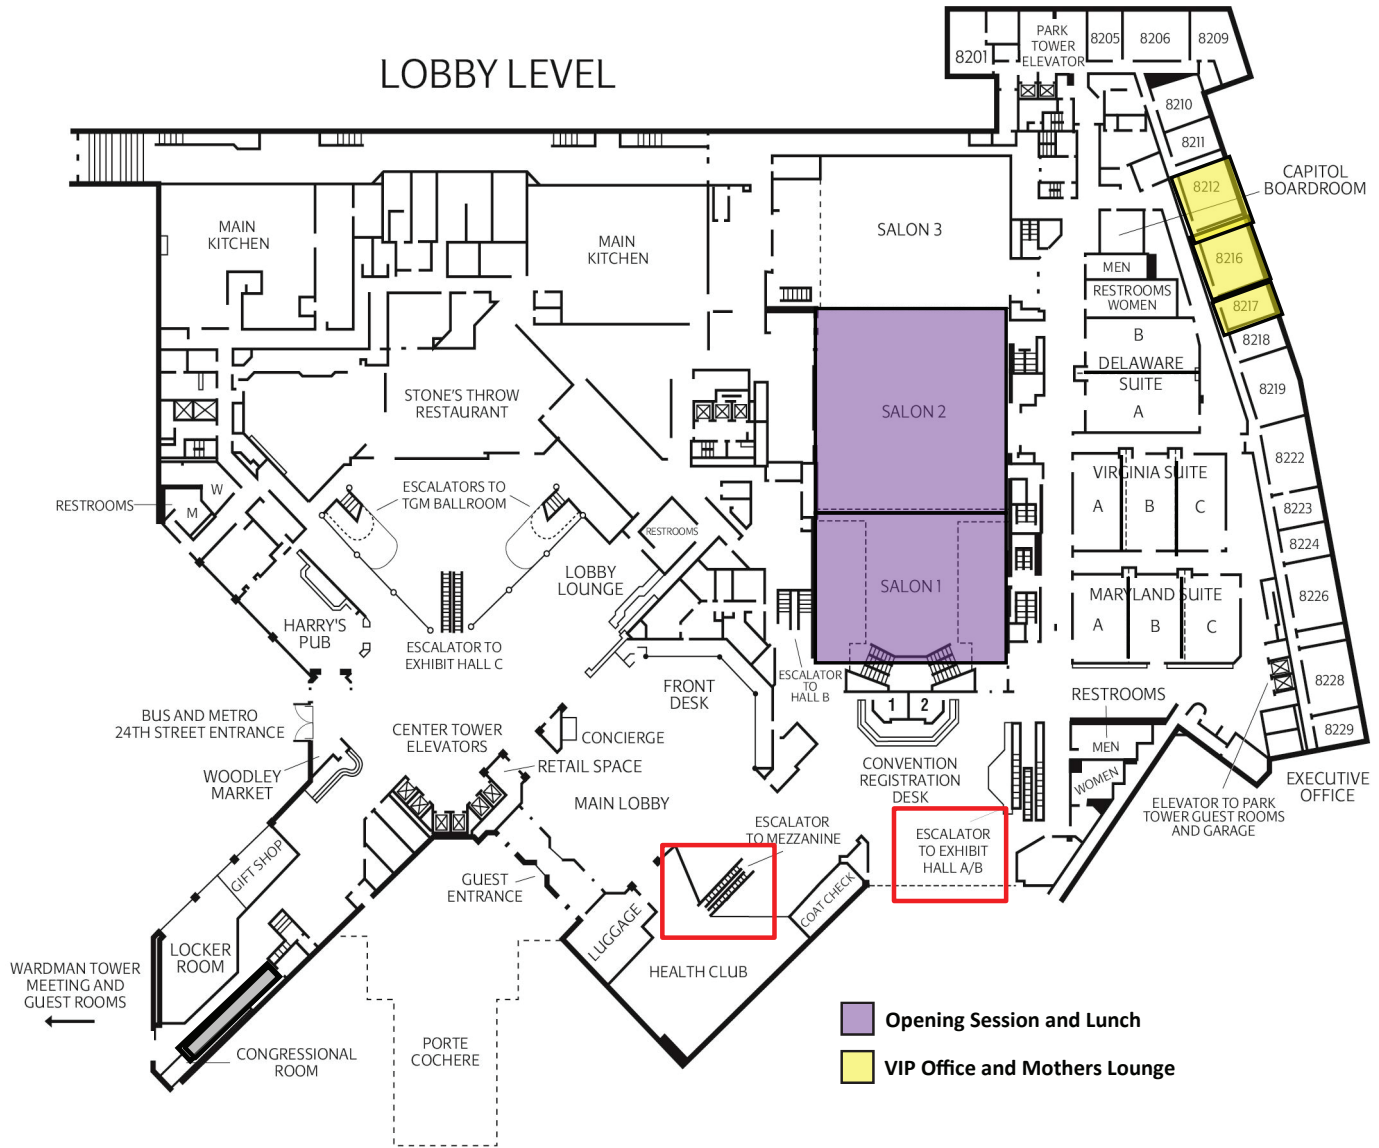 LOBBY LEVEL
8201
PARK
TOWER
ELEVATOR
8205
8206
8209
8210
8211
8212
CAPITOL
BOARDROOM
8216
8217
8218
8219
8222
8223
8224
8226
8228
8229
MAIN
KITCHEN
MAIN
KITCHEN
SALON 3
MEN
RESTROOMS
WOMEN
B
DELAWARE
SUITE
A
STONE'S THROW
RESTAURANT
SALON 2
VIRGINIA SUITE
A
B
C
RESTROOMS
W
M
ESCALATORS TO
TGM BALLROOM
RESTROOMS
LOBBY
LOUNGE
SALON 1
MARYLAND SUITE
A
B
C
HARRY'S
PUB
ESCALATOR TO
EXHIBIT HALL C
FRONT
DESK
ESCALATOR
TO
HALL B
1
2
RESTROOMS
MEN
WOMEN
BUS AND METRO
24TH STREET ENTRANCE
CENTER TOWER
ELEVATORS
CONCIERGE
RETAIL SPACE
WOODLEY
MARKET
MAIN LOBBY
CONVENTION
REGISTRATION
DESK
ELEVATOR TO PARK
TOWER GUEST ROOMS
AND GARAGE
EXECUTIVE
OFFICE
ESCALATOR
TO MEZZANINE
ESCALATOR
TO EXHIBIT
HALL A/B
GIFT SHOP
GUEST
ENTRANCE
LUGGAGE
COAT CHECK
LOCKER
ROOM
HEALTH CLUB
WARDMAN TOWER
MEETING AND
GUEST ROOMS
CONGRESSIONAL
ROOM
PORTE
COCHERE
Opening Session and Lunch
VIP Office and Mothers Lounge